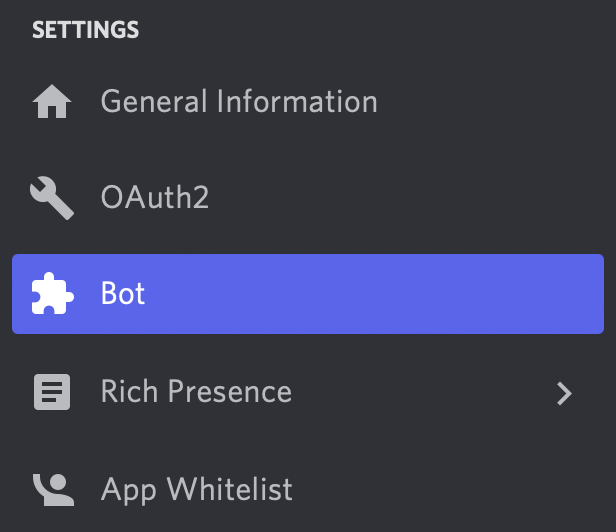 SETTINGS
General Information
OAuth2
Bot
Rich Presence
App Whitelist